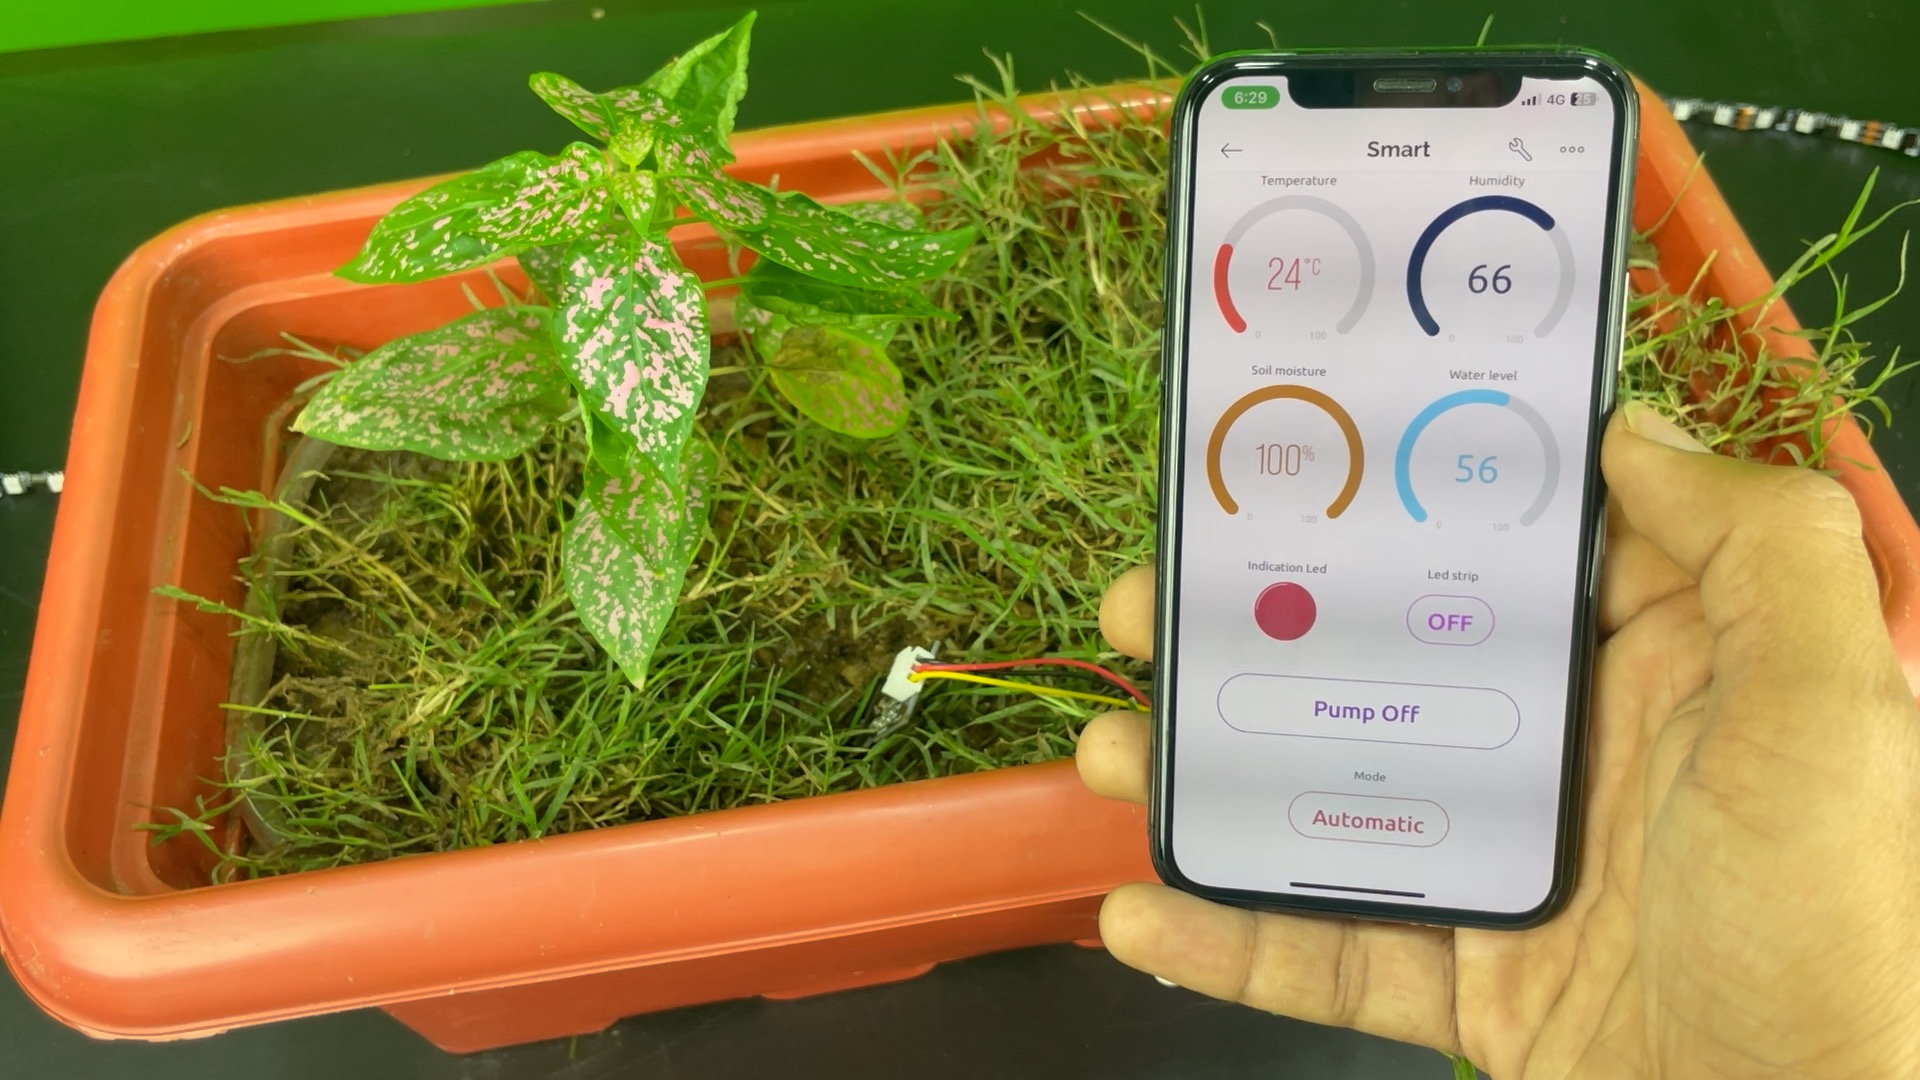 6:29 4G 25
Smart
Temperature Humidity
24°C 66
0 100 0 100
Soil moisture Water level
100% 56
0 100 0 100
Indication Led Led strip
OFF
Pump Off
Mode
Automatic